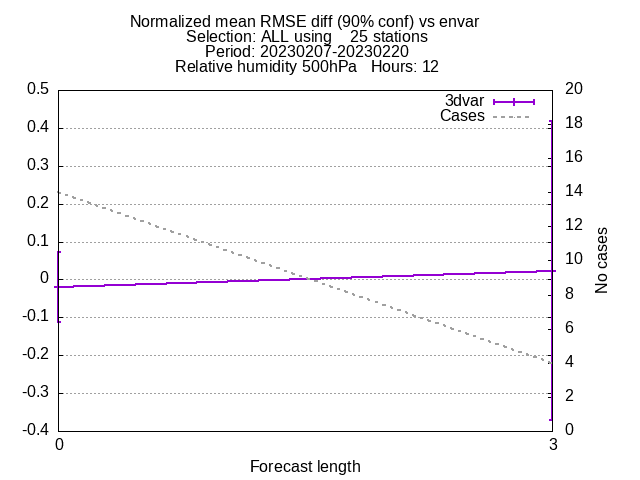 Normalized mean RMSE diff (90% conf) vs envar
Selection: ALL using    25 stations
Period: 20230207-20230220
Relative humidity 500hPa   Hours: 12
3dvar
Cases
0.5
0.4
0.3
0.2
0.1
0
-0.1
-0.2
-0.3
-0.4
20
18
16
14
12
10
8
6
4
2
0
No cases
0
3
Forecast length